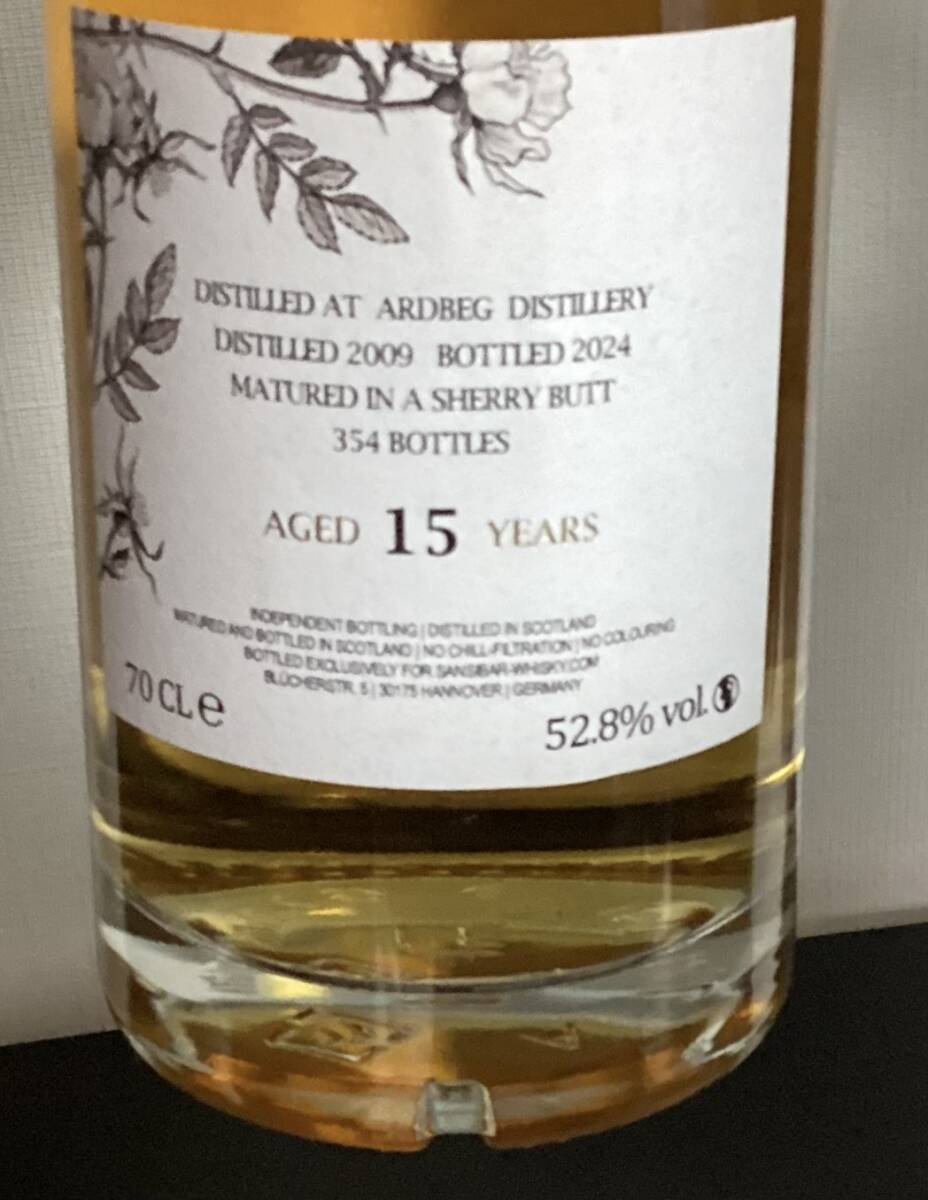 DISTILLED AT ARDBEG DISTILLERY
DISTILLED 2009 BOTTLED 2024
MATURED IN A SHERRY BUTT
354 BOTTLES
AGED 15 YEARS
INDEPENDENT BOTTLING | DISTILLED IN SCOTLAND
MATURED AND BOTTLED IN SCOTLAND | NO CHILL-FILTRATION | NO COLOURING
BOTTLED EXCLUSIVELY FOR SANSIBAR-WHISKY.COM
BLÜCHERSTR. 5 | 30175 HANNOVER | GERMANY
70 CL e
52.8% vol.